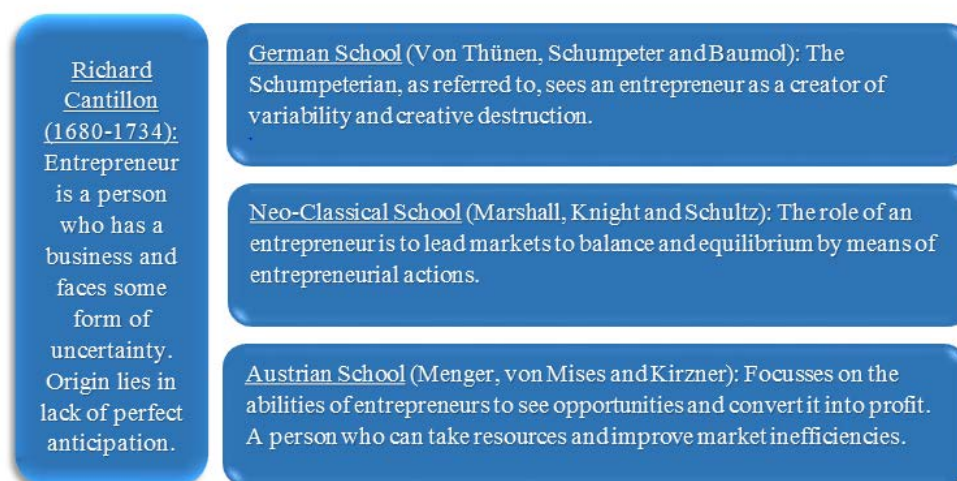 Richard
Cantillon
(1680-1734):
Entrepreneur
is a person
who has a
business and
faces some
form of
uncertainty.
Origin lies in
lack of perfect
anticipation.
German School (Von Thünen, Schumpeter and Baumol): The
Schumpeterian, as referred to, sees an entrepreneur as a creator of
variability and creative destruction.
.
Neo-Classical School (Marshall, Knight and Schultz): The role of an
entrepreneur is to lead markets to balance and equilibrium by means of
entrepreneurial actions.
Austrian School (Menger, von Mises and Kirzner): Focusses on the
abilities of entrepreneurs to see opportunities and convert it into profit.
A person who can take resources and improve market inefficiencies.